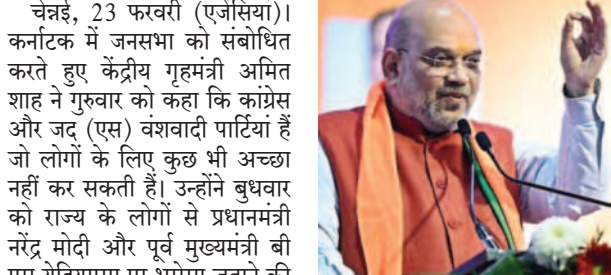 चेन्नई, 23 फरवरी (एजेंसियां)।
कर्नाटक में जनसभा को संबोधित
करते हुए केंद्रीय गृहमंत्री अमित
शाह ने गुरुवार को कहा कि कांग्रेस
और जद (एस) वंशवादी पार्टियां हैं
जो लोगों के लिए कुछ भी अच्छा
नहीं कर सकती हैं। उन्होंने बुधवार
को राज्य के लोगों से प्रधानमंत्री
नरेंद्र मोदी और पूर्व मुख्यमंत्री बी